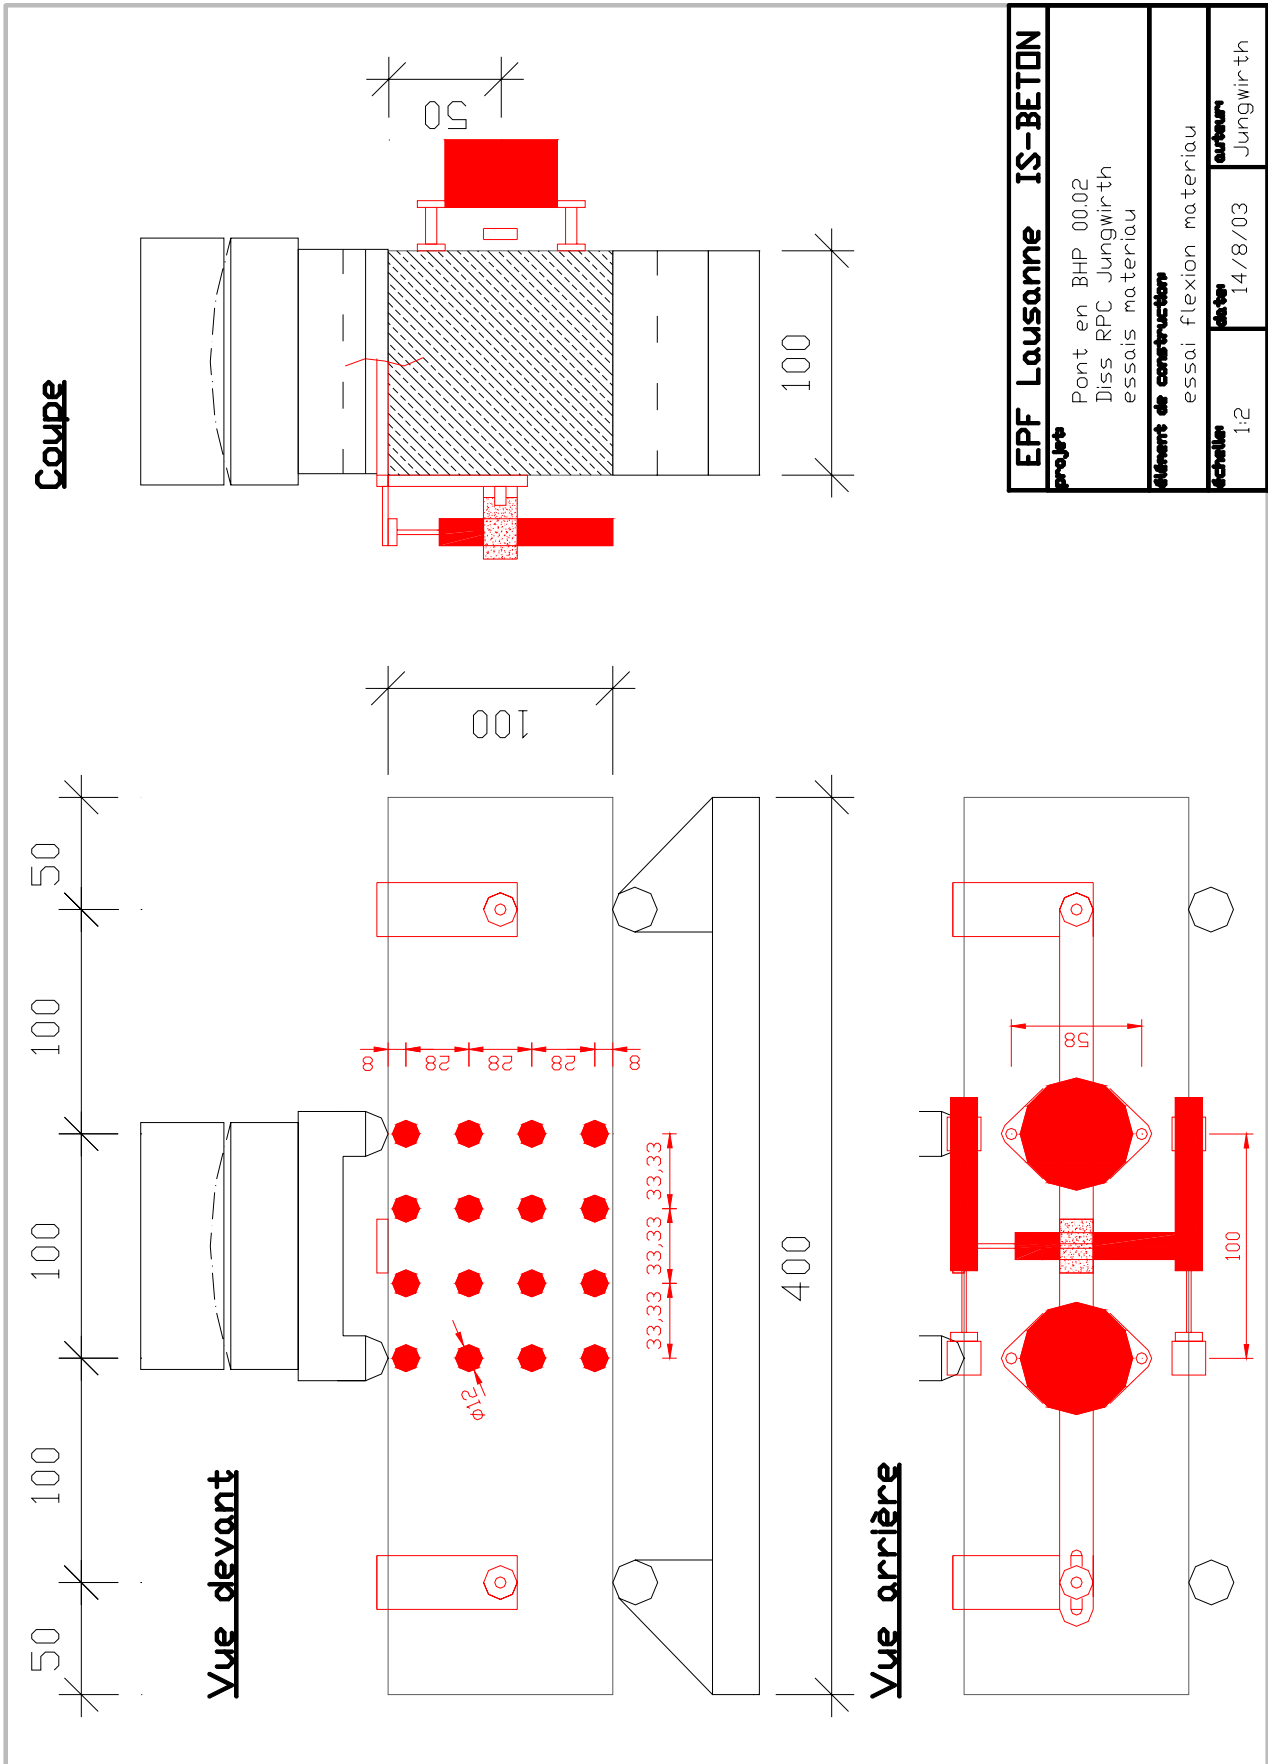 Coupe
50
100
EPF Lausanne IS-BETON
projet:
Pont en BHP 00.02
Diss RPC Jungwirth
essais materiau
élément de construction:
essai flexion materiau
échelle:
1:2
date:
14/8/03
auteur:
Jungwirth
Vue devant
50
100
100
100
50
100
8
28
28
28
8
33,33
33,33
33,33
Φ12
400
Vue arrière
58
100